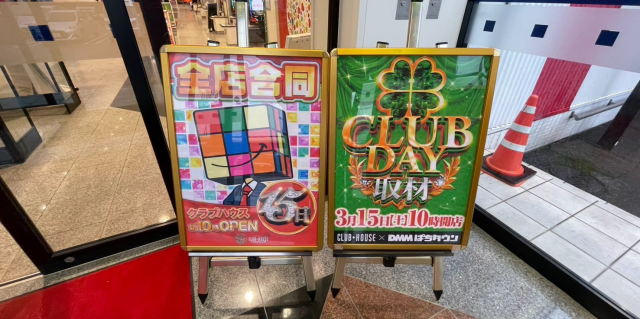 全店合同
クラブハウス
15日
10時OPEN
CLUB
DAY
取材
3月15日(土)10時開店
CLUB HOUSE × DMMぱちタウン